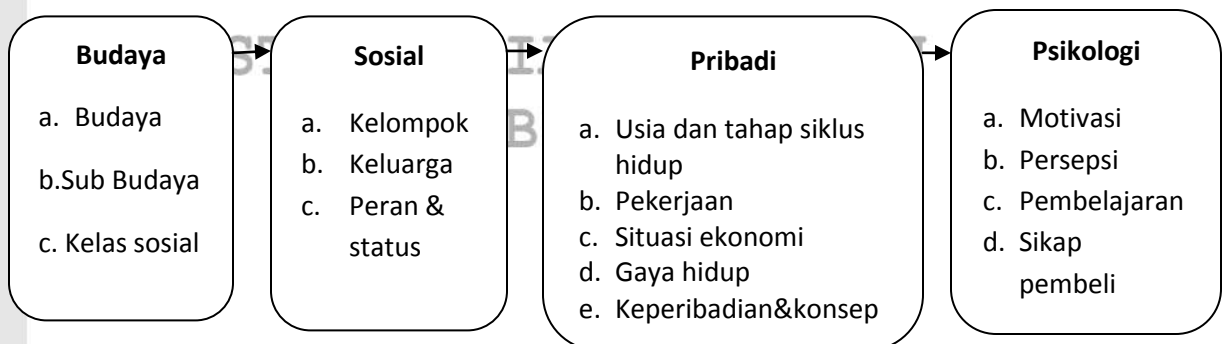 Budaya
a. Budaya
b.Sub Budaya
c. Kelas sosial
Sosial
a. Kelompok
b. Keluarga
c. Peran &
status
Pribadi
a. Usia dan tahap siklus
hidup
b. Pekerjaan
c. Situasi ekonomi
d. Gaya hidup
e. Keperibadian&konsep
Psikologi
a. Motivasi
b. Persepsi
c. Pembelajaran
d. Sikap
pembeli